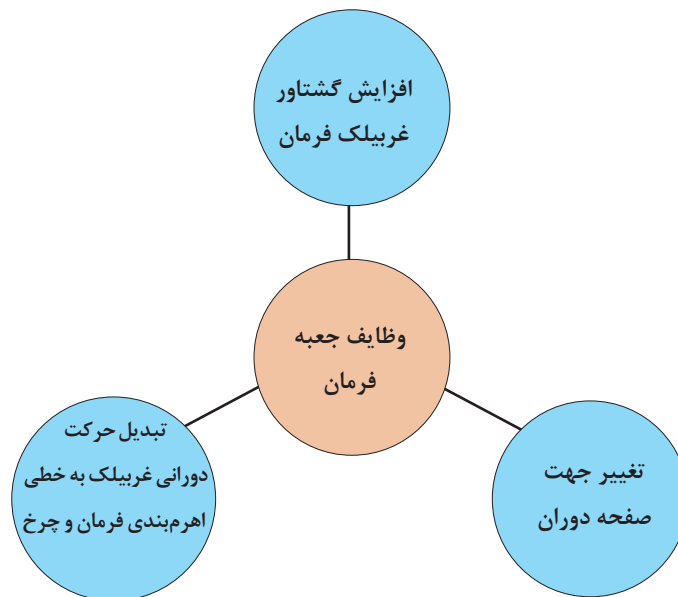 افزایش گشتاور
غربیلک فرمان
وظایف جعبه
فرمان
تبدیل حرکت
دورانی غربیلک به خطی
اهرم‌بندی فرمان و چرخ
تغییر جهت
صفحه دوران